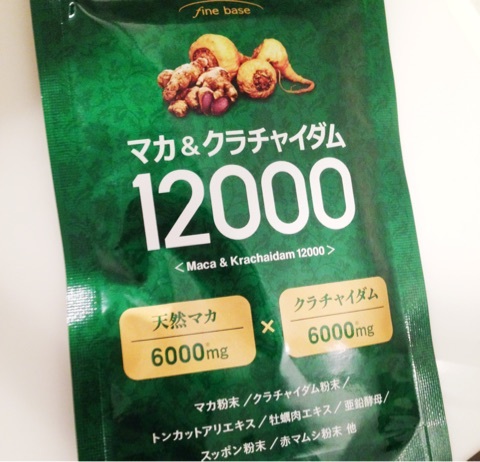 fine base
マカ&クラチャイダム
12000
< Maca & Krachaidam 12000 >
天然マカ
6000mg
×
クラチャイダム
6000mg
マカ粉末/クラチャイダム粉末/
トンカットアリエキス/牡蠣肉エキス/亜鉛酵母/
スッポン粉末/赤マムシ粉末 他